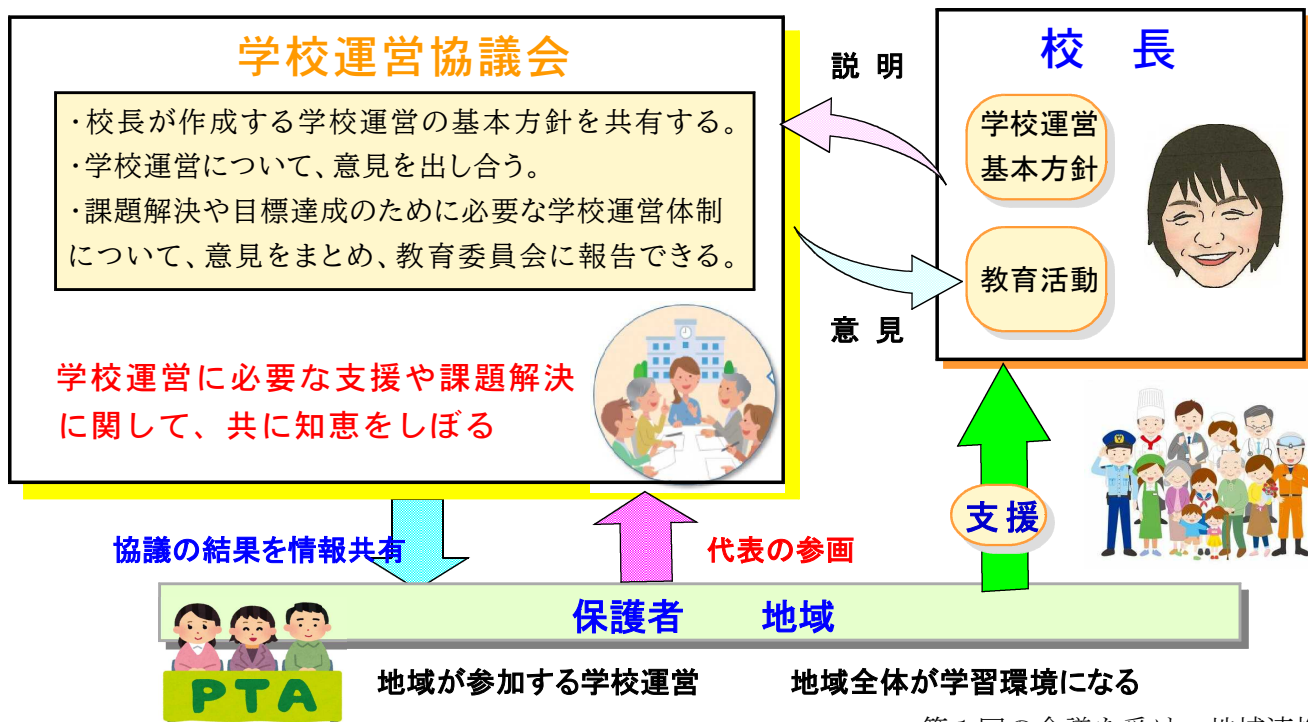 学校運営協議会
・校長が作成する学校運営の基本方針を共有する。
・学校運営について、意見を出し合う。
・課題解決や目標達成のために必要な学校運営体制
について、意見をまとめ、教育委員会に報告できる。
学校運営に必要な支援や課題解決
に関して、共に知恵をしぼる
説 明
意 見
校 長
学校運営
基本方針
教育活動
支援
協議の結果を情報共有
代表の参画
保護者 地域
PTA
地域が参加する学校運営 地域全体が学習環境になる